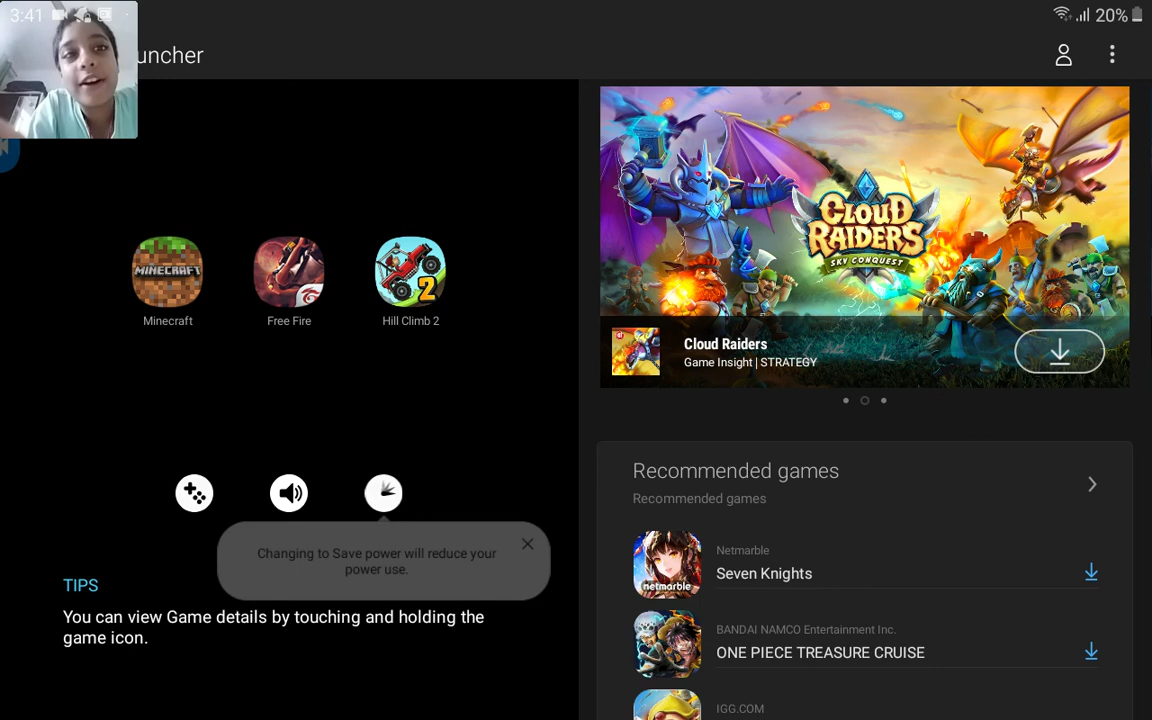 3:41
20%
uncher
MINECRAFT
2
Minecraft
Free Fire
Hill Climb 2
TIPS
You can view Game details by touching and holding the
game icon.
Changing to Save power will reduce your
power use.
CLOUD
RAIDERS
SKY CONQUEST
Cloud Raiders
Game Insight | STRATEGY
Recommended games
Recommended games
netmarble
Netmarble
Seven Knights
BANDAI NAMCO Entertainment Inc.
ONE PIECE TREASURE CRUISE
IGG.COM